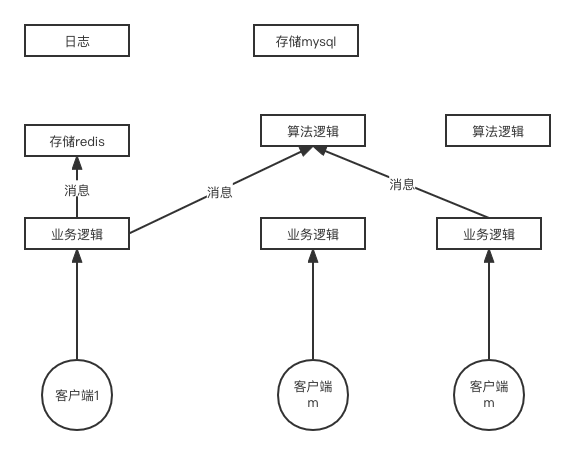 日志
存储mysql
算法逻辑
算法逻辑
存储redis
消息
消息
消息
业务逻辑
业务逻辑
业务逻辑
客户端1
客户端
m
客户端
m